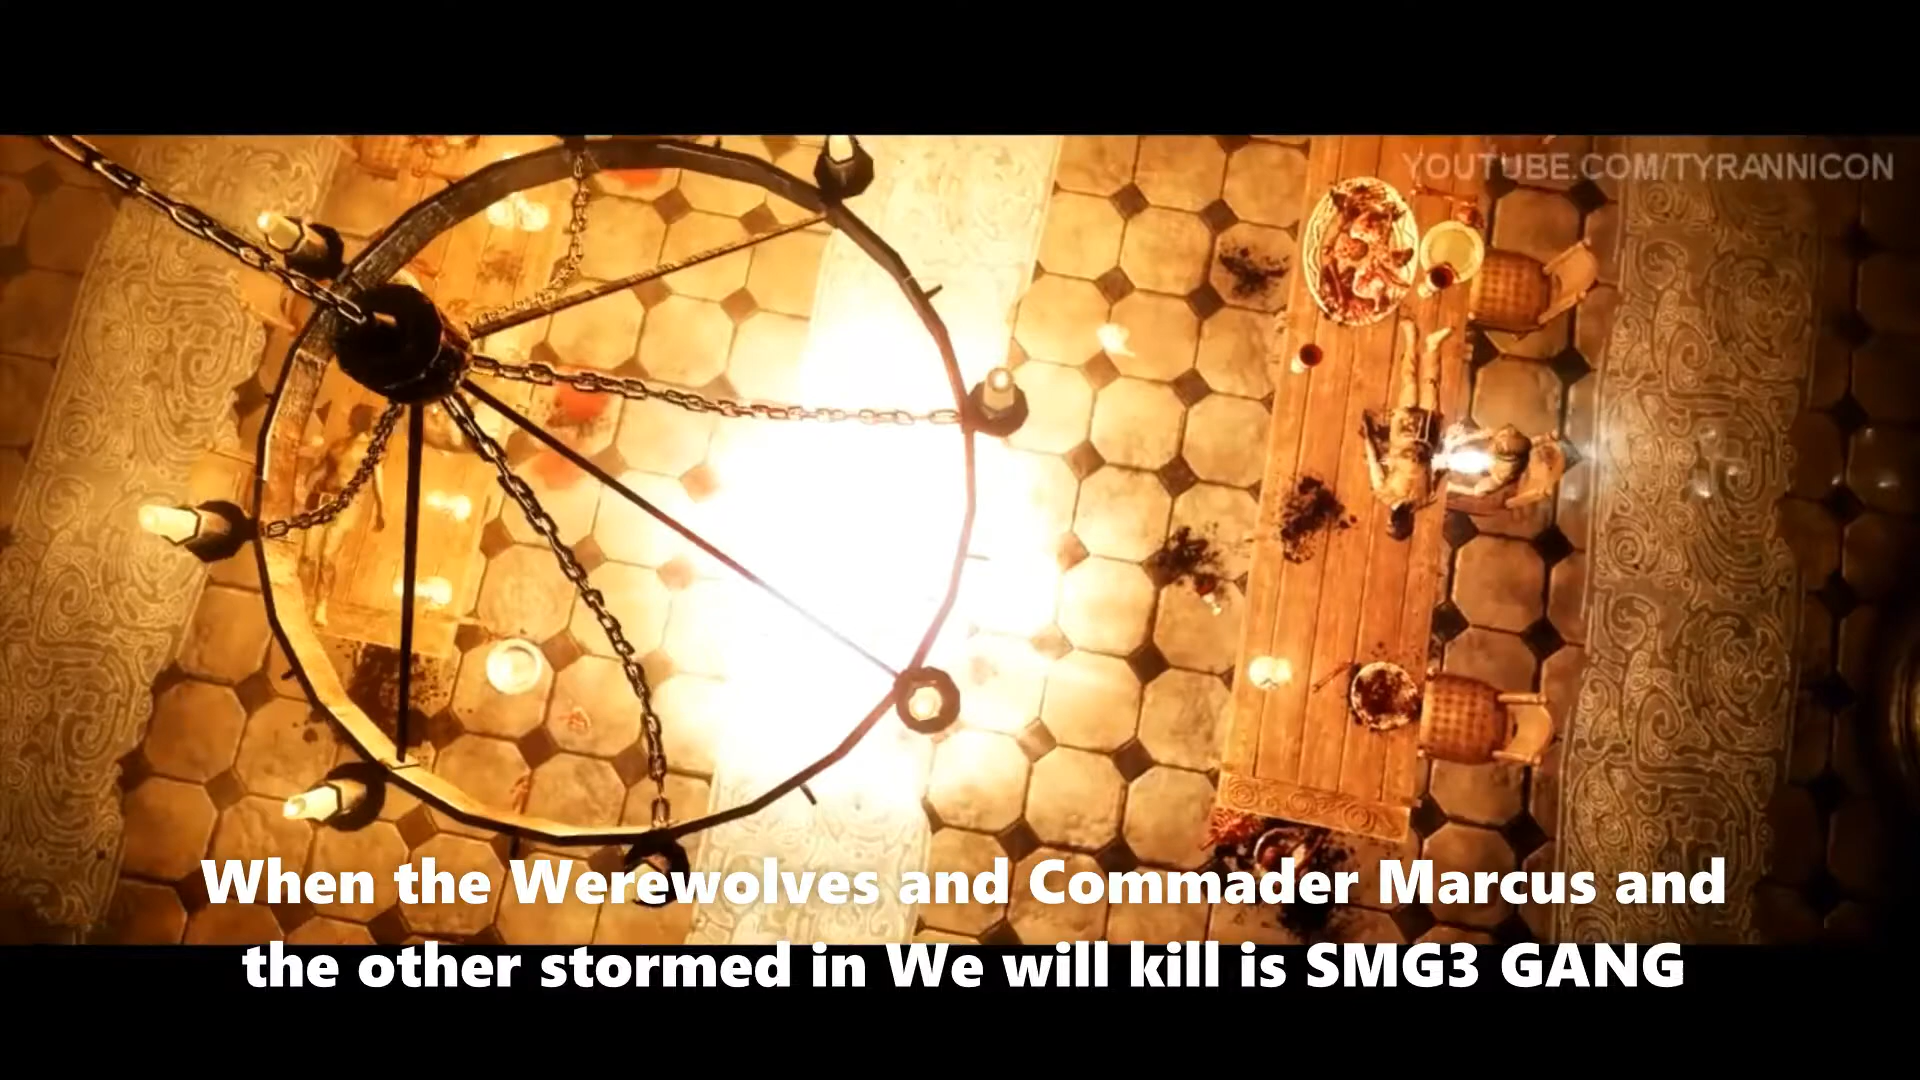 YOUTUBE.COM/TYRANNICON
When the Werewolves and Commader Marcus and
the other stormed in We will kill is SMG3 GANG